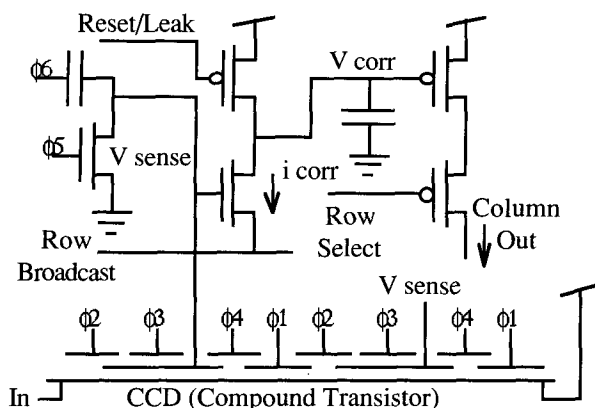 Reset/Leak
ϕ6
V corr
ϕ5
V sense
i corr
Row
Broadcast
Row
Select
Column
Out
V sense
ϕ2 ϕ3 ϕ4 ϕ1 ϕ2 ϕ3 ϕ4 ϕ1
In
CCD (Compound Transistor)